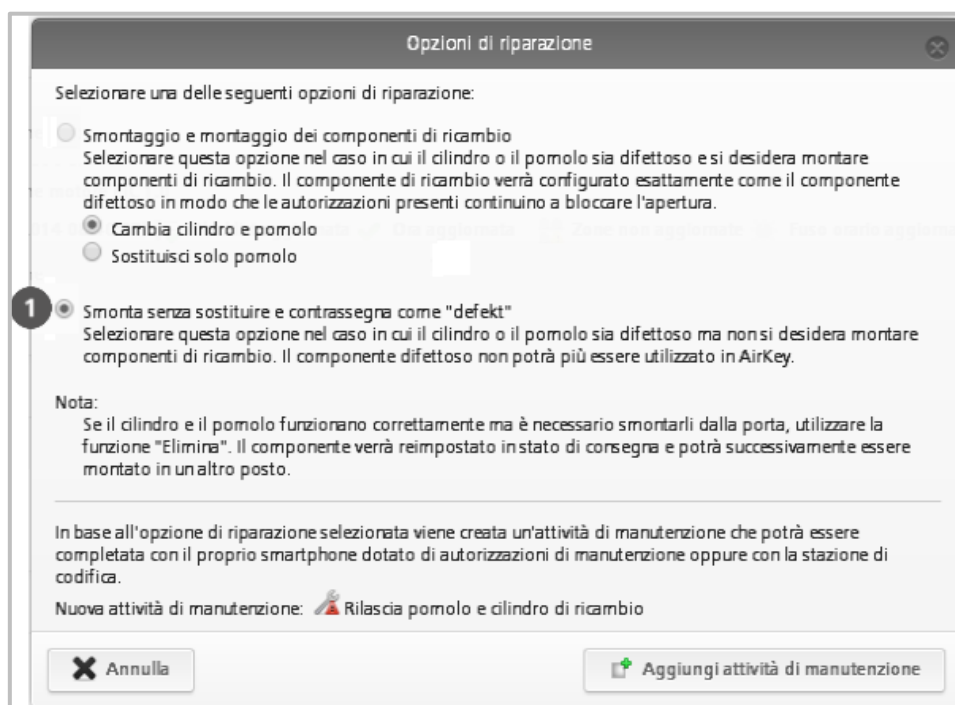 Opzioni di riparazione
Selezionare una delle seguenti opzioni di riparazione:
Smontaggio e montaggio dei componenti di ricambio
Selezionare questa opzione nel caso in cui il cilindro o il pomolo sia difettoso e si desidera montare
componenti di ricambio. Il componente di ricambio verrà configurato esattamente come il componente
difettoso in modo che le autorizzazioni presenti continuino a bloccare l'apertura.
Cambia cilindro e pomolo
Sostituisci solo pomolo
1 Smonta senza sostituire e contrassegna come "defekt"
Selezionare questa opzione nel caso in cui il cilindro o il pomolo sia difettoso ma non si desidera montare
componenti di ricambio. Il componente difettoso non potrà più essere utilizzato in AirKey.
Nota:
Se il cilindro e il pomolo funzionano correttamente ma è necessario smontarli dalla porta, utilizzare la
funzione "Elimina". Il componente verrà reimpostato in stato di consegna e potrà successivamente essere
montato in un altro posto.
In base all'opzione di riparazione selezionata viene creata un'attività di manutenzione che potrà essere
completata con il proprio smartphone dotato di autorizzazioni di manutenzione oppure con la stazione di
codifica.
Nuova attività di manutenzione: Rilascia pomolo e cilindro di ricambio
Annulla
Aggiungi attività di manutenzione